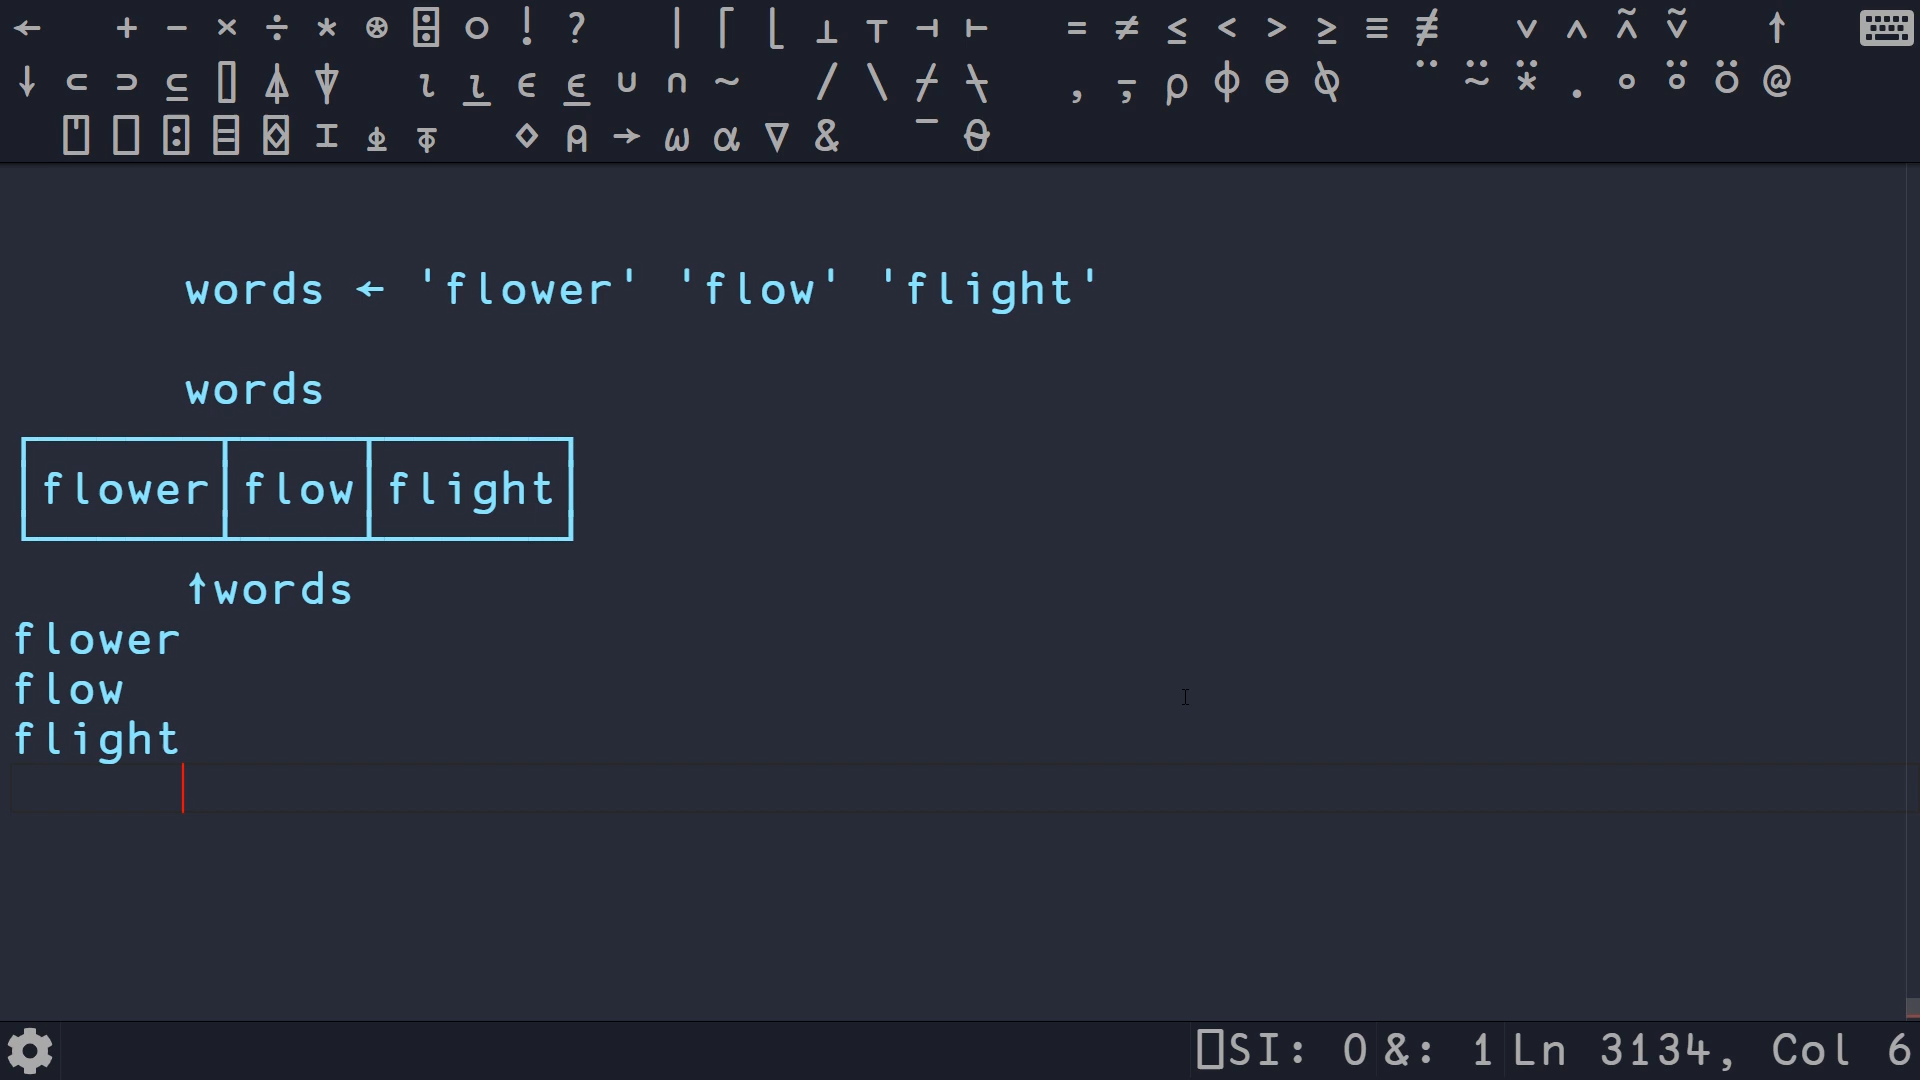 ← + - × ÷ * ⍟ ⌹ ○ ! ? | ⌈ ⌊ ⊥ ⊤ ⊣ ⊢ = ≠ ≤ < > ≥ ≡ ≢ ∨ ∧ ⍲ ⍱ ↑
↓ ⊂ ⊃ ⊆ ⌷ ⍋ ⍒ ⍳ ⍸ ∊ ⍷ ∪ ∩ ~ / \ ⌿ ⍀ , ⍪ ⍴ ⌽ ⊖ ⍉ ¨ ⍨ ⍣ . ∘ ⍤ ⍥ @
⍞ ⎕ ⍠ ⌸ ⌺ ⌶ ⍎ ⍕ ⋄ ⍝ → ⍵ ⍺ ∇ & ¯ ⍬
words ← 'flower' 'flow' 'flight'
words
flower flow flight
↑words
flower
flow
flight
⎕SI: 0 &: 1 Ln 3134, Col 6